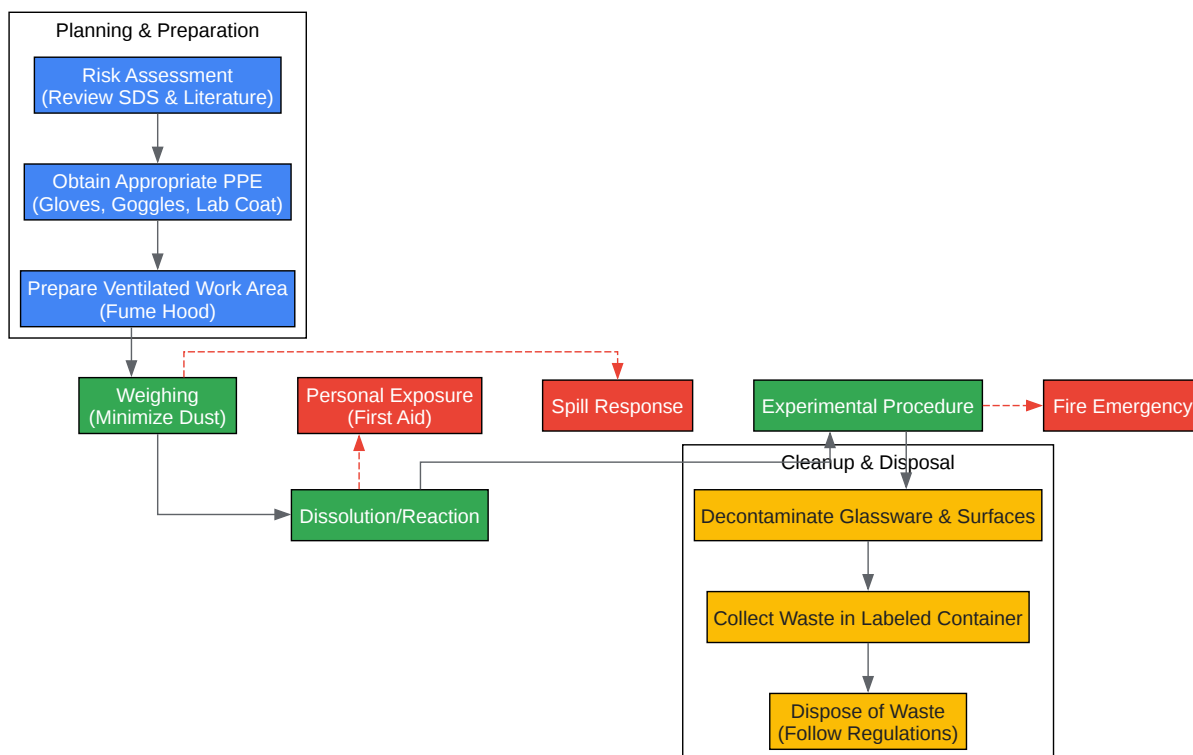 Planning & Preparation
Risk Assessment
(Review SDS & Literature)
Obtain Appropriate PPE
(Gloves, Goggles, Lab Coat)
Prepare Ventilated Work Area
(Fume Hood)
Weighing
(Minimize Dust)
Personal Exposure
(First Aid)
Spill Response
Experimental Procedure
Fire Emergency
Dissolution/Reaction
Cleanup & Disposal
Decontaminate Glassware & Surfaces
Collect Waste in Labeled Container
Dispose of Waste
(Follow Regulations)